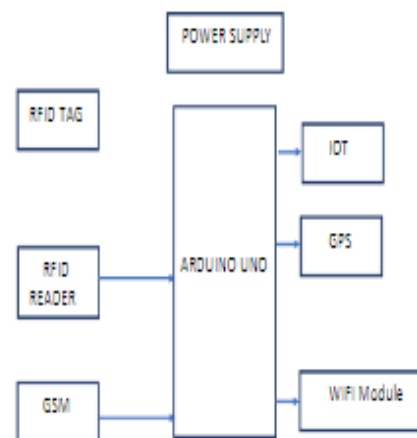 POWER SUPPLY
RFID TAG
IOT
GPS
ARDUINO UNO
RFID
READER
WIFI Module
GSM